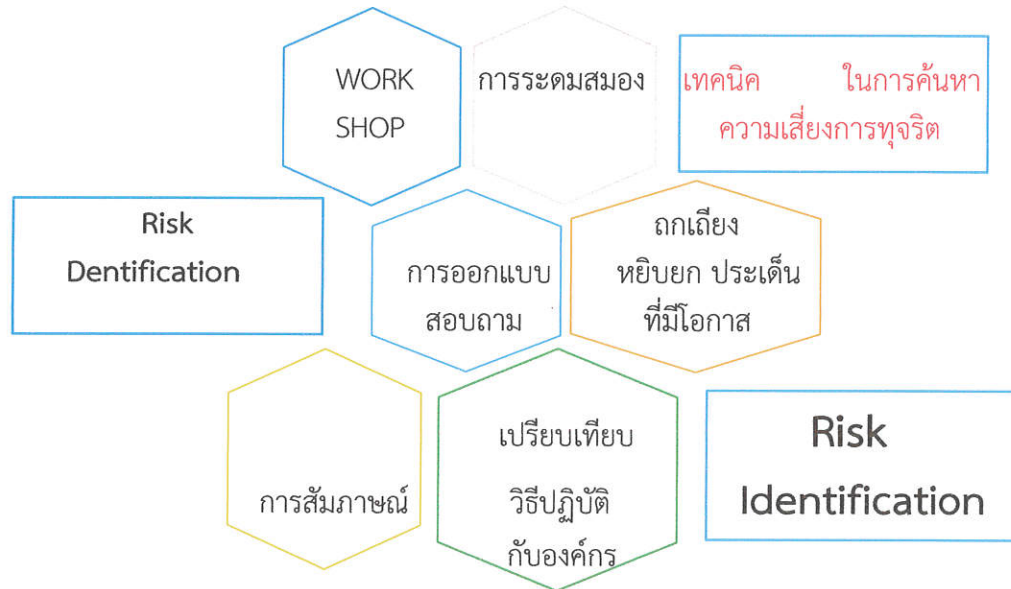 WORK
SHOP
การระดมสมอง
เทคนิค ในการค้นหา
ความเสี่ยงการทุจริต
Risk
Dentification
การออกแบบ
สอบถาม
ถกเถียง
หยิบยก ประเด็น
ที่มีโอกาส
การสัมภาษณ์
เปรียบเทียบ
วิธีปฏิบัติ
กับองค์กร
Risk
Identification